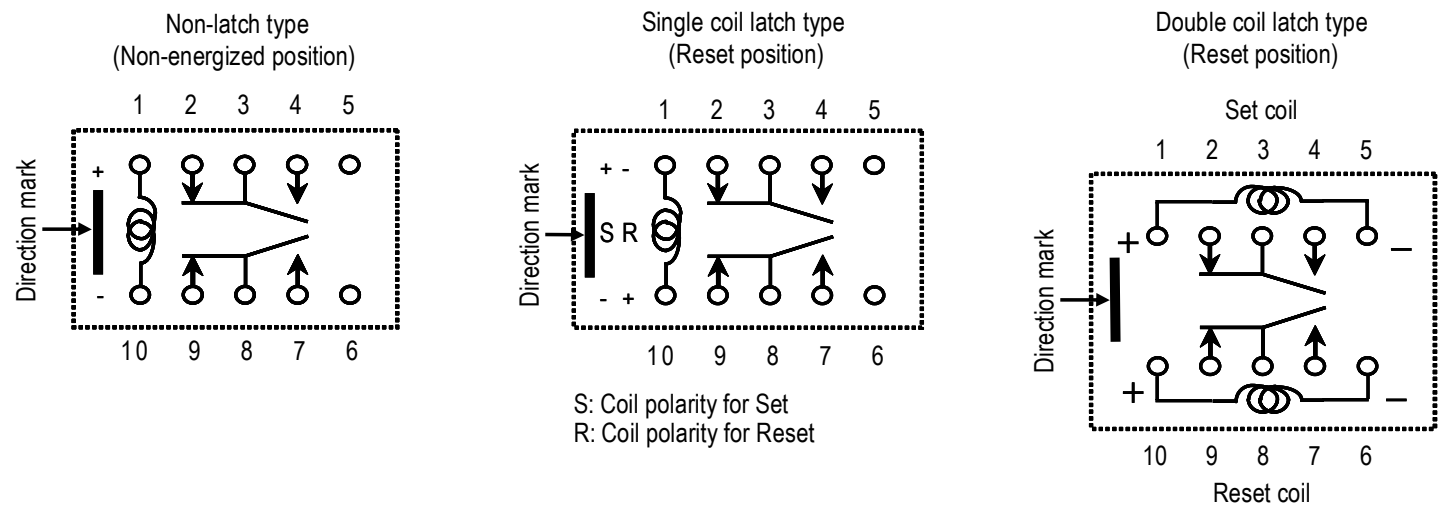 Non-latch type
(Non-energized position)
1 2 3 4 5
Direction mark
+
-
10 9 8 7 6
Single coil latch type
(Reset position)
1 2 3 4 5
Direction mark
+ -
S R
- +
10 9 8 7 6
S: Coil polarity for Set
R: Coil polarity for Reset
Double coil latch type
(Reset position)
Set coil
1 2 3 4 5
Direction mark
+ −
+ −
10 9 8 7 6
Reset coil